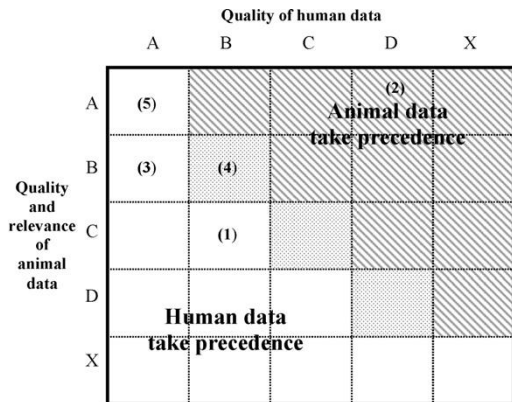 Quality of human data
A B C D X
A (5) (2)
Animal data
take precedence
B (3) (4)
Quality
and
relevance
of
animal
data
C (1)
D
Human data
take precedence
X